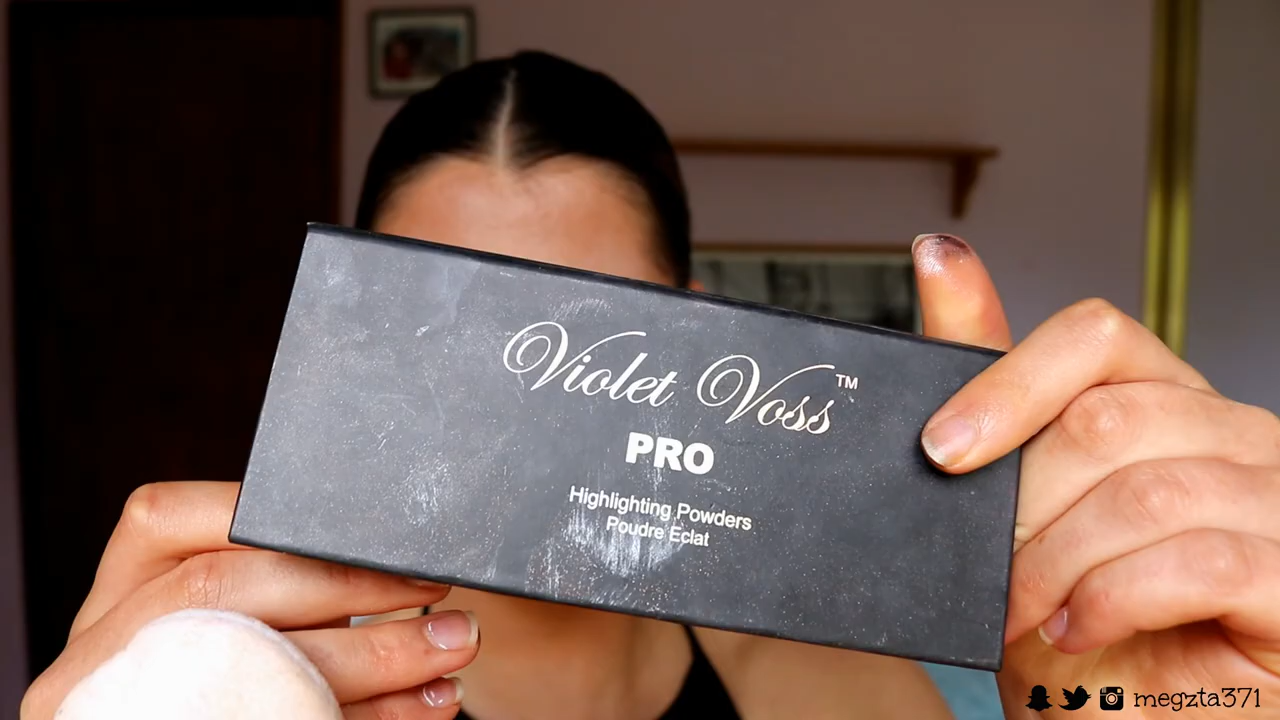 Violet Voss™
PRO
Highlighting Powders
Poudre Eclat
megzta371